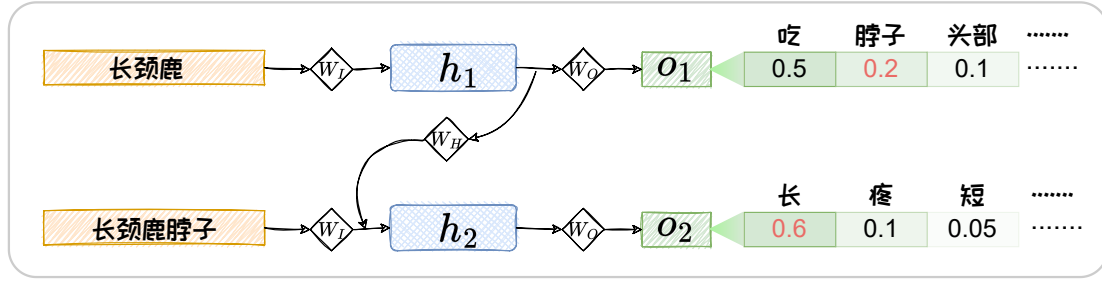 吃 脖子 头部 .......
长颈鹿 W_I h_1 W_O o_1 0.5 0.2 0.1 .......
W_H
长 疼 短 .......
长颈鹿脖子 W_I h_2 W_O o_2 0.6 0.1 0.05 .......